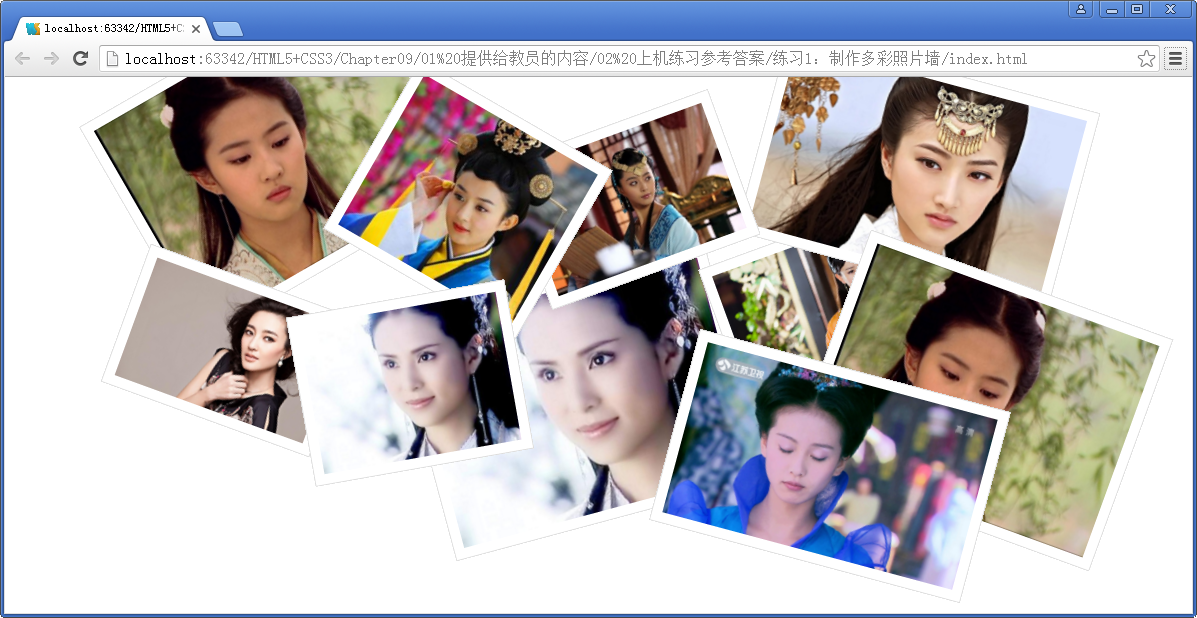 localhost:63342/HTML5+C
localhost:63342/HTML5+CSS3/Chapter09/01%20提供给教员的内容/02%20上机练习参考答案/练习1：制作多彩照片墙/index.html
江苏卫视
高清